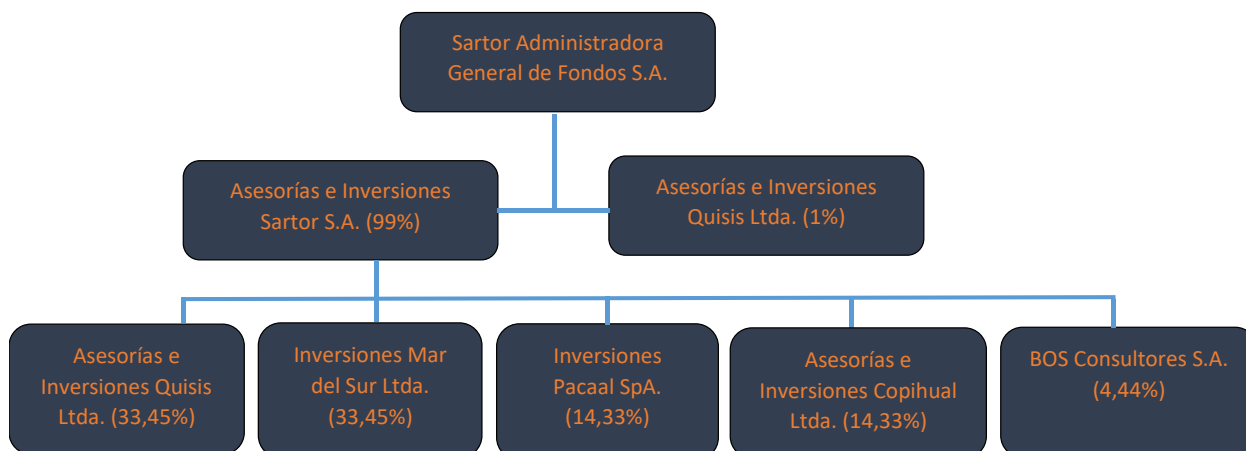 Sartor Administradora
General de Fondos S.A.
Asesorías e Inversiones
Sartor S.A. (99%)
Asesorías e Inversiones
Quisis Ltda. (1%)
Asesorías e
Inversiones Quisis
Ltda. (33,45%)
Inversiones Mar
del Sur Ltda.
(33,45%)
Inversiones
Pacaal SpA.
(14,33%)
Asesorías e
Inversiones Copihual
Ltda. (14,33%)
BOS Consultores S.A.
(4,44%)